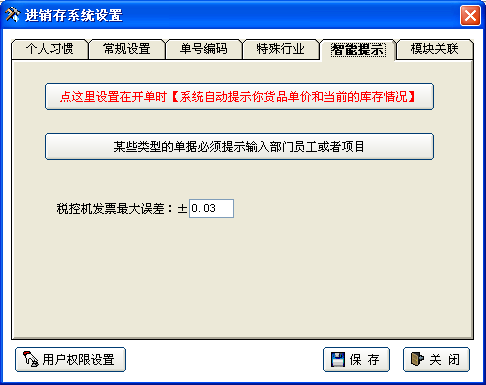 进销存系统设置
个人习惯 常规设置 单号编码 特殊行业 智能提示 模块关联
点这里设置在开单时【系统自动提示你货品单价和当前的库存情况】
某些类型的单据必须提示输入部门员工或者项目
税控机发票最大误差：± 0.03
用户权限设置 保 存 关 闭